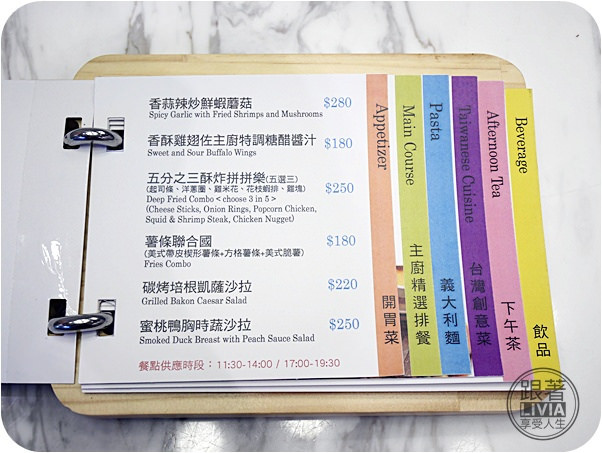 香蒜辣炒鮮蝦蘑菇 $280
Spicy Garlic with Fried Shrimps and Mushrooms
香酥雞翅佐主廚特調糖醋醬汁 $180
Sweet and Sour Buffalo Wings
五分之三酥炸拼拼樂(五選三) $250
(起司條、洋蔥圈、雞米花、花枝蝦排、雞塊)
Deep Fried Combo < choose 3 in 5 >
(Cheese Sticks, Onion Rings, Popcorn Chicken,
Squid & Shrimp Steak, Chicken Nugget)
薯條聯合國 $180
(美式帶皮楔形薯條+方格薯條+美式脆薯)
Fries Combo
碳烤培根凱薩沙拉 $220
Grilled Bakon Caesar Salad
蜜桃鴨胸時蔬沙拉 $250
Smoked Duck Breast with Peach Sauce Salad
餐點供應時段：11:30-14:00 / 17:00-19:30
Appetizer 開胃菜
Main Course 主廚精選排餐
Pasta 義大利麵
Taiwanese Cuisine 台灣創意菜
Afternoon Tea 下午茶
Beverage 飲品
跟著
LIVIA
享受人生